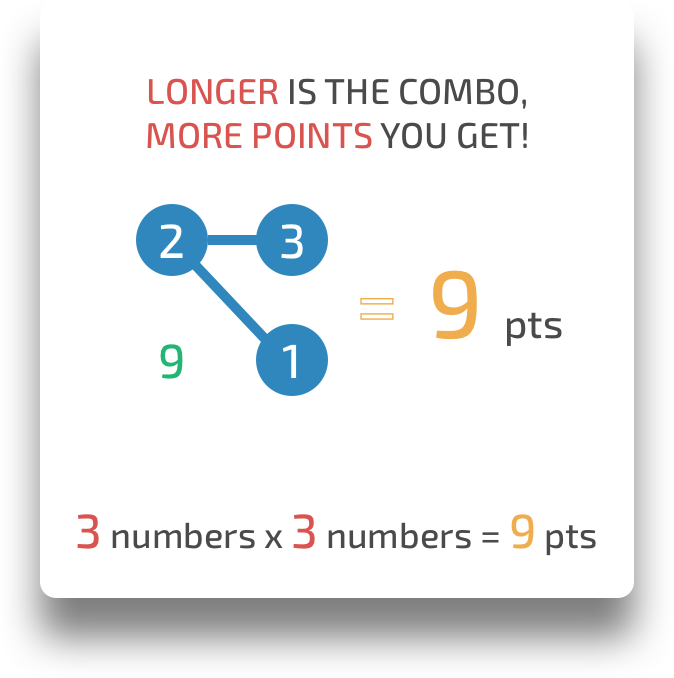 LONGER IS THE COMBO,
MORE POINTS YOU GET!
2 3
= 9 pts
9 1
3 numbers x 3 numbers = 9 pts